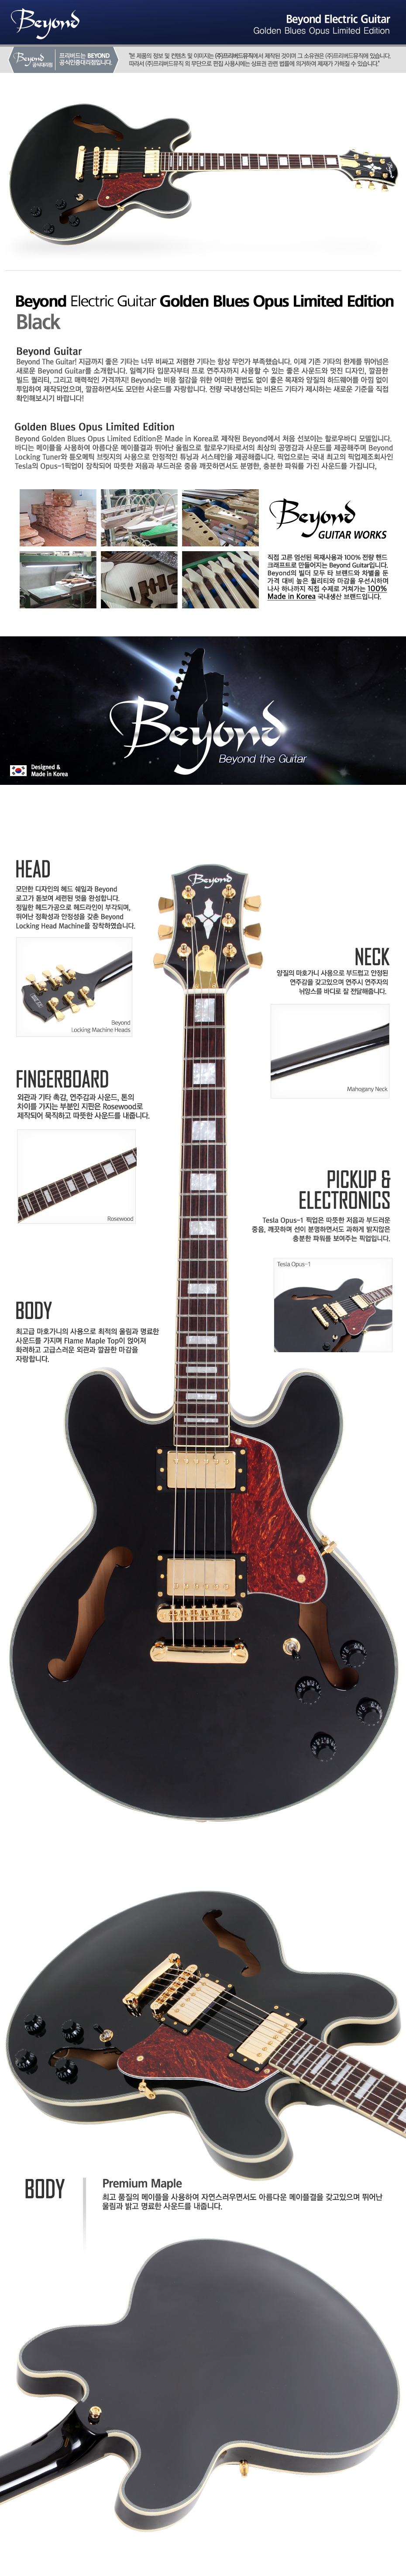 Beyond
Beyond Electric Guitar
Golden Blues Opus Limited Edition
Beyond 공식대리점
프리버드는 BEYOND
공식인증대리점입니다.
"본 제품의 정보 및 컨텐츠 및 이미지는 (주)프리버드뮤직에서 제작된 것이며 그 소유권은 (주)프리버드뮤직에 있습니다.
따라서 (주)프리버드뮤직 외 무단으로 편집 사용시에는 상표권 관련 법률에 의거하여 제재가 가해질 수 있습니다."
Beyond Electric Guitar Golden Blues Opus Limited Edition
Black
Beyond Guitar
Beyond The Guitar! 지금까지 좋은 기타는 너무 비싸고 저렴한 기타는 항상 무언가 부족했습니다. 이제 기존 기타의 한계를 뛰어넘은
새로운 Beyond Guitar를 소개합니다. 일렉기타 입문자부터 프로 연주자까지 사용할 수 있는 좋은 사운드와 멋진 디자인, 깔끔한
빌드 퀄리티, 그리고 매력적인 가격까지! Beyond는 비용 절감을 위한 어떠한 편법도 없이 좋은 목재와 양질의 하드웨어를 아낌 없이
투입하여 제작되었으며, 깔끔하면서도 모던한 사운드를 자랑합니다. 전량 국내생산되는 비욘드 기타가 제시하는 새로운 기준을 직접
확인해보시기 바랍니다!
Golden Blues Opus Limited Edition
Beyond Golden Blues Opus Limited Edition은 Made in Korea로 제작된 Beyond에서 처음 선보이는 할로우바디 모델입니다.
바디는 메이플을 사용하여 아름다운 메이플결과 뛰어난 울림으로 할로우기타로서의 최상의 공명감과 사운드를 제공해주며 Beyond
Locking Tuner와 튠오메틱 브릿지의 사용으로 안정적인 튜닝과 서스테인을 제공해줍니다. 픽업으로는 국내 최고의 픽업제조회사인
Tesla의 Opus-1픽업이 장착되어 따뜻한 저음과 부드러운 중음 깨끗하면서도 분명한, 충분한 파워를 가진 사운드를 가집니다.
Beyond
GUITAR WORKS
직접 고른 엄선된 목재사용과 100% 전량 핸드
크래프트로 만들어지는 Beyond Guitar입니다.
Beyond의 빌더 모두 타 브랜드와 차별을 둔
가격 대비 높은 퀄리티와 마감을 우선시하며
나사 하나까지 직접 수제로 거쳐가는 100%
Made in Korea 국내생산 브랜드입니다.
Beyond
Beyond the Guitar
Designed &
Made in Korea
HEAD
모던한 디자인의 헤드 쉐입과 Beyond
로고가 돋보여 세련된 멋을 완성합니다.
정밀한 헤드가공으로 헤드라인이 부각되며,
뛰어난 정확성과 안정성을 갖춘 Beyond
Locking Head Machine을 장착하였습니다.
Beyond
Beyond
Locking Machine Heads
NECK
양질의 마호가니 사용으로 부드럽고 안정된
연주감을 갖고있으며 연주시 연주자의
뉘앙스를 바디로 잘 전달해줍니다.
Mahogany Neck
FINGERBOARD
외관과 기타 촉감, 연주감과 사운드, 톤의
차이를 가지는 부분인 지판은 Rosewood로
제작되어 묵직하고 따뜻한 사운드를 내줍니다.
Rosewood
PICKUP &
ELECTRONICS
Tesla Opus-1 픽업은 따뜻한 저음과 부드러운
중음, 깨끗하며 선이 분명하면서도 과하게 밝지않은
충분한 파워를 보여주는 픽업입니다.
Tesla Opus-1
BODY
최고급 마호가니의 사용으로 최적의 울림과 명료한
사운드를 가지며 Flame Maple Top이 얹어져
화려하고 고급스러운 외관과 깔끔한 마감을
자랑합니다.
BODY
Premium Maple
최고 품질의 메이플을 사용하여 자연스러우면서도 아름다운 메이플결을 갖고있으며 뛰어난
울림과 밝고 명료한 사운드를 내줍니다.